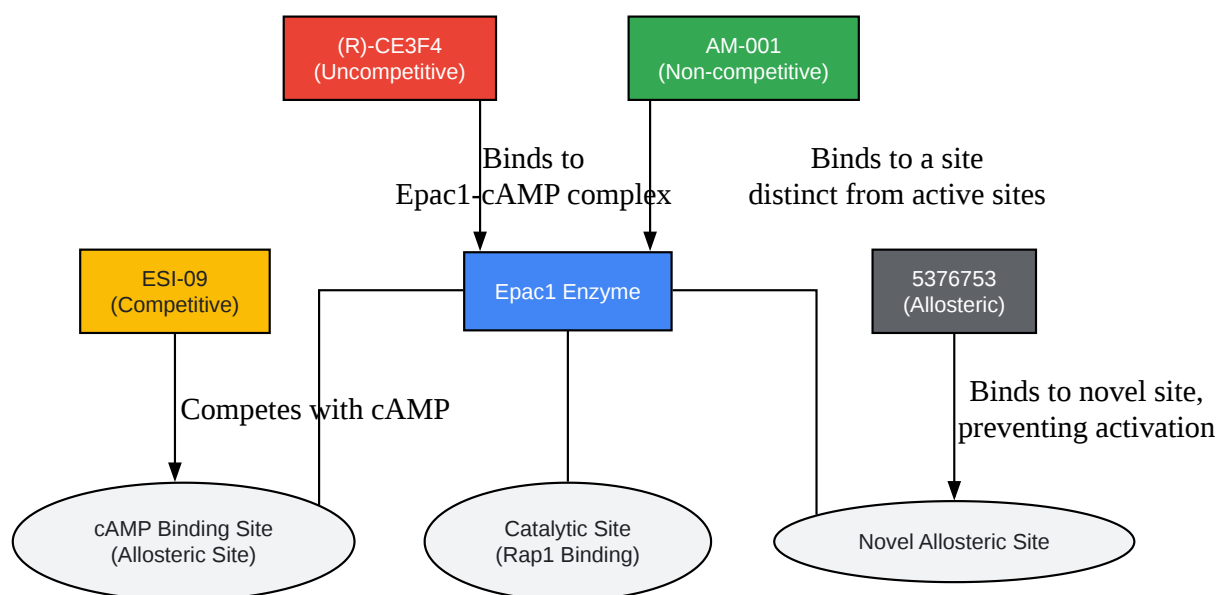 (R)-CE3F4
(Uncompetitive)
AM-001
(Non-competitive)
Binds to
Epac1-cAMP complex
Binds to a site
distinct from active sites
ESI-09
(Competitive)
Epac1 Enzyme
5376753
(Allosteric)
Competes with cAMP
Binds to novel site,
preventing activation
cAMP Binding Site
(Allosteric Site)
Catalytic Site
(Rap1 Binding)
Novel Allosteric Site